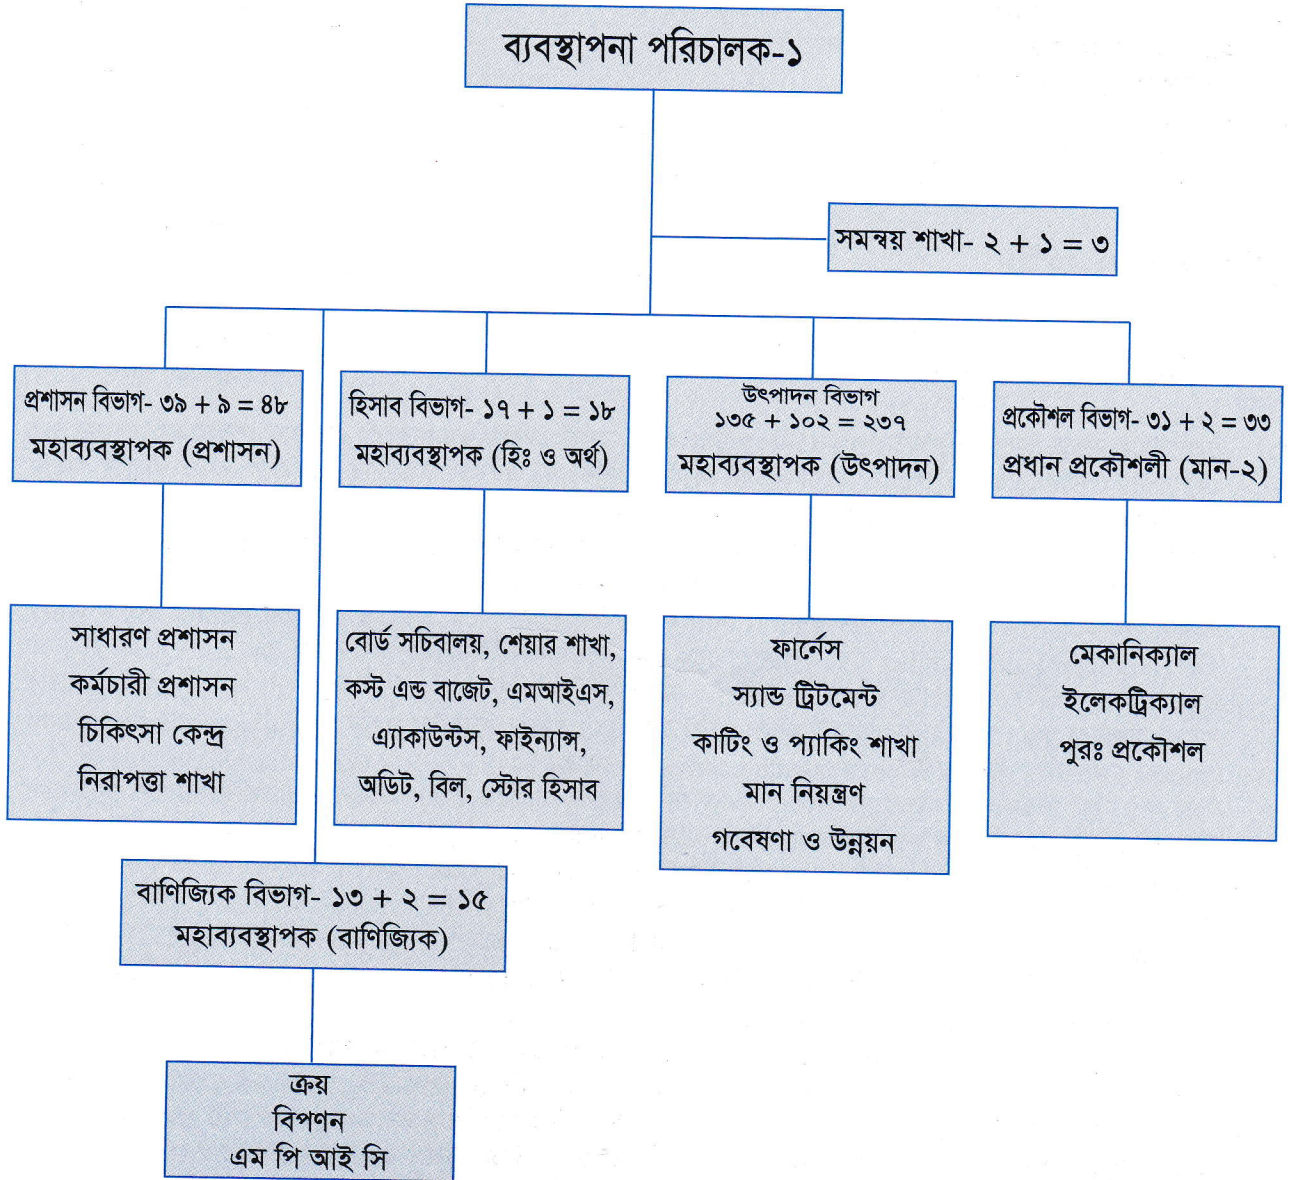 ব্যবস্থাপনা পরিচালক-১
সমন্বয় শাখা- ২ + ১ = ৩
প্রশাসন বিভাগ- ৩৯ + ৯ = ৪৮
মহাব্যবস্থাপক (প্রশাসন)
হিসাব বিভাগ- ১৭ + ১ = ১৮
মহাব্যবস্থাপক (হিঃ ও অর্থ)
উৎপাদন বিভাগ
১৩৫ + ১০২ = ২৩৭
মহাব্যবস্থাপক (উৎপাদন)
প্রকৌশল বিভাগ- ৩১ + ২ = ৩৩
প্রধান প্রকৌশলী (মান-২)
সাধারণ প্রশাসন
কর্মচারী প্রশাসন
চিকিৎসা কেন্দ্র
নিরাপত্তা শাখা
বোর্ড সচিবালয়, শেয়ার শাখা,
কস্ট এন্ড বাজেট, এমআইএস,
এ্যাকাউন্টস, ফাইন্যান্স,
অডিট, বিল, স্টোর হিসাব
ফার্নেস
স্যান্ড ট্রিটমেন্ট
কাটিং ও প্যাকিং শাখা
মান নিয়ন্ত্রণ
গবেষণা ও উন্নয়ন
মেকানিক্যাল
ইলেকট্রিক্যাল
পুরঃ প্রকৌশল
বাণিজ্যিক বিভাগ- ১৩ + ২ = ১৫
মহাব্যবস্থাপক (বাণিজ্যিক)
ক্রয়
বিপণন
এম পি আই সি